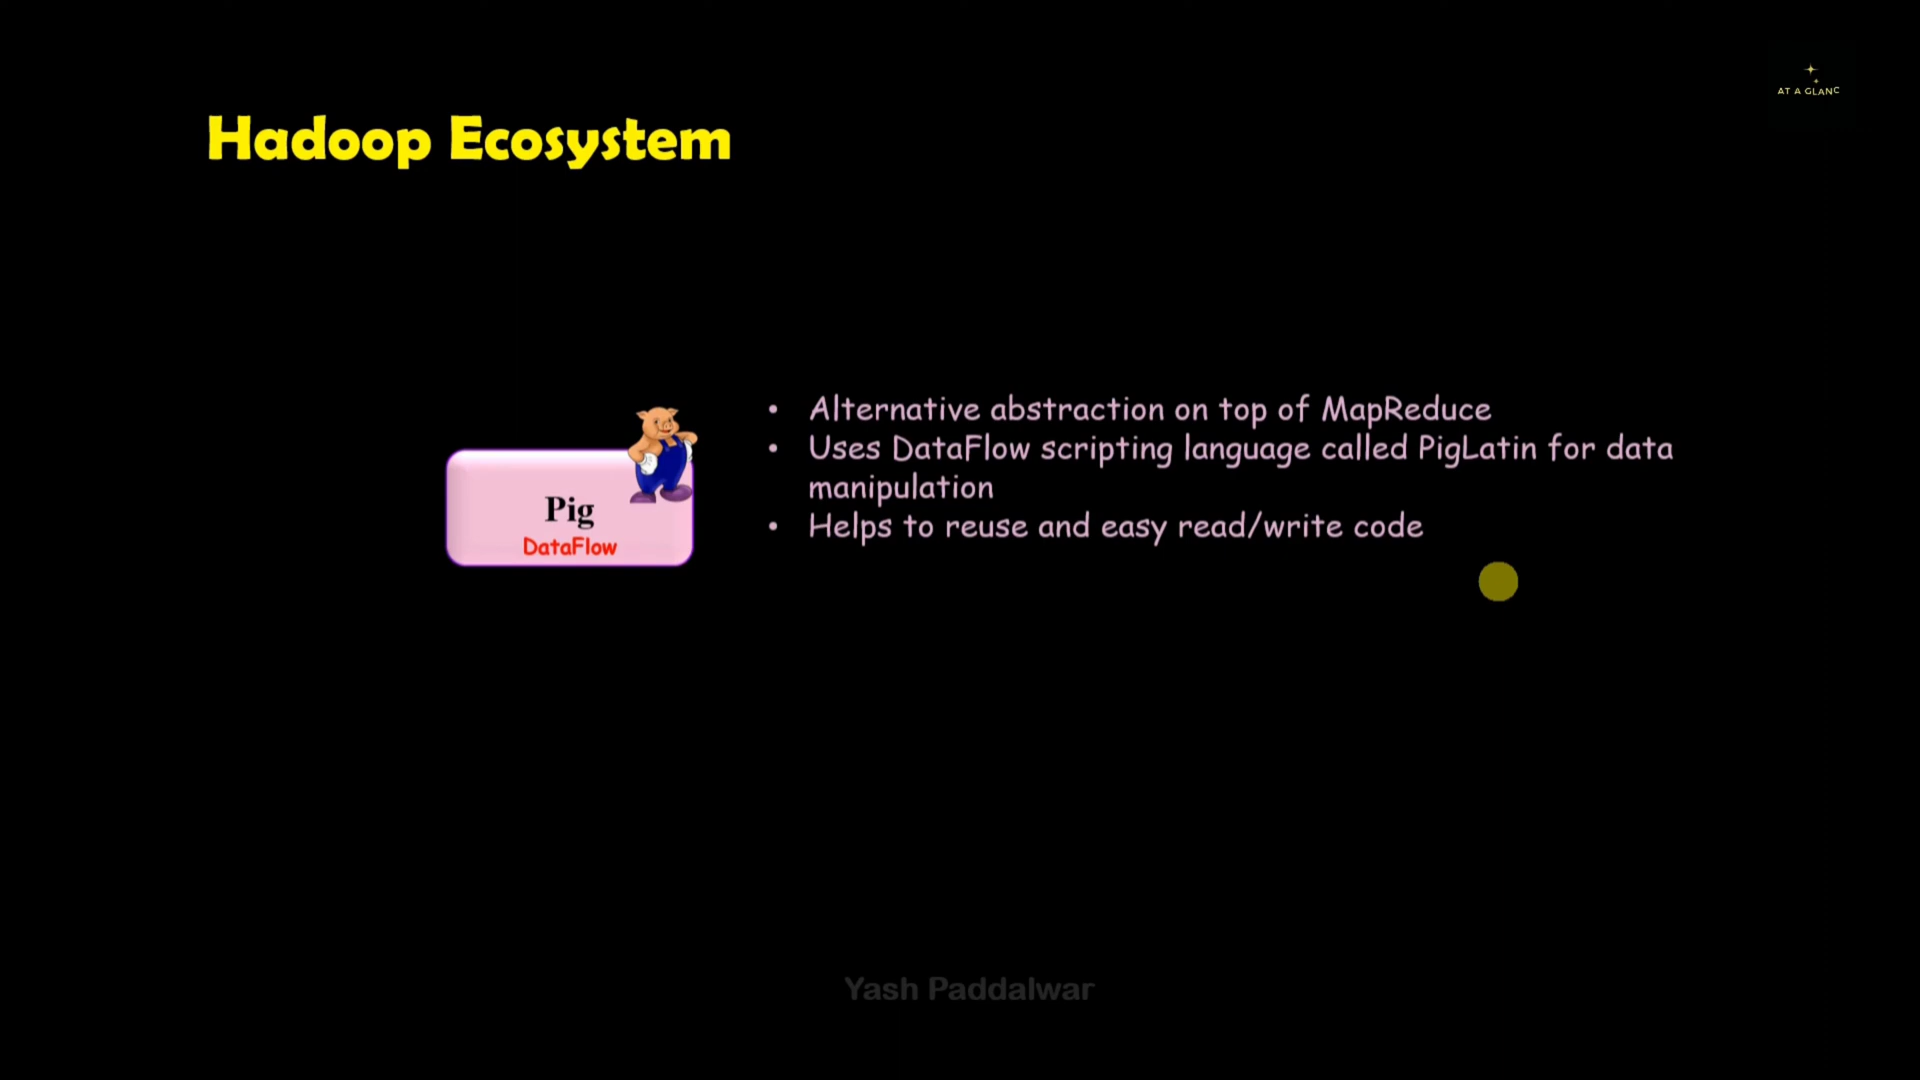 AT A GLANC
Hadoop Ecosystem
• Alternative abstraction on top of MapReduce
• Uses DataFlow scripting language called PigLatin for data
manipulation
• Helps to reuse and easy read/write code
Pig
DataFlow
Yash Paddalwar